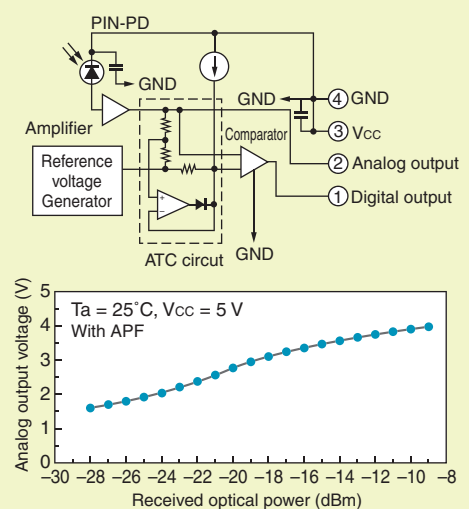 PIN-PD
GND
GND
④ GND
③ VCC
Amplifier
Comparator
② Analog output
Reference
voltage
Generator
+
−
① Digital output
ATC circut
GND
Analog output voltage (V)
Ta = 25˚C, VCC = 5 V
With APF
5
4
3
2
1
0
−30 −28 −26 −24 −22 −20 −18 −16 −14 −12 −10 −8
Received optical power (dBm)